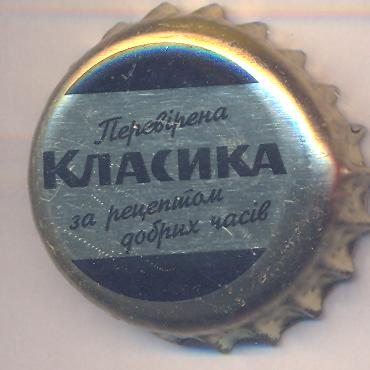 Перевірена
КЛАСИКА
за рецептом
добрих часів